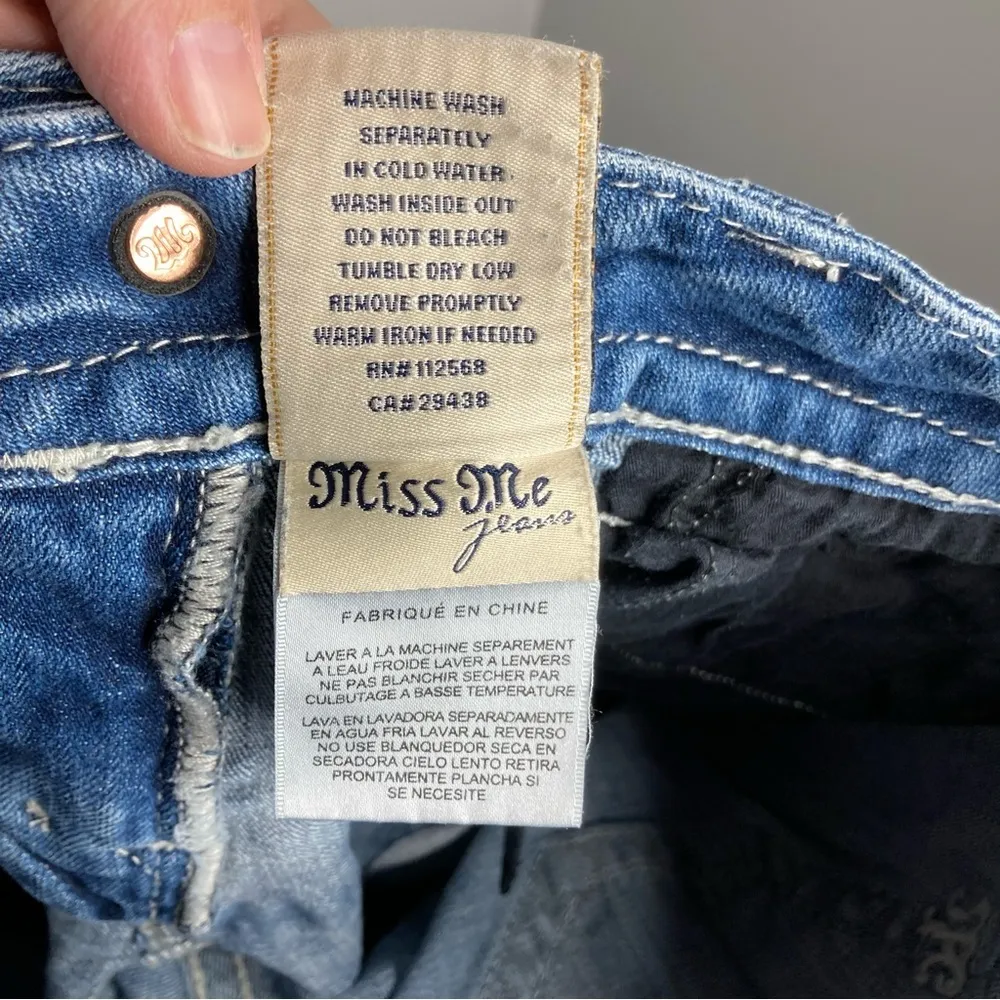 MACHINE WASH
SEPARATELY
IN COLD WATER
WASH INSIDE OUT
DO NOT BLEACH
TUMBLE DRY LOW
REMOVE PROMPTLY
WARM IRON IF NEEDED
RN# 112568
CA# 29438
Miss Me
jeans
FABRIQUÉ EN CHINE
LAVER A LA MACHINE SEPAREMENT
A LEAU FROIDE LAVER A LENVERS
NE PAS BLANCHIR SECHER PAR
CULBUTAGE A BASSE TEMPERATURE
LAVA EN LAVADORA SEPARADAMENTE
EN AGUA FRIA LAVAR AL REVERSO
NO USE BLANQUEDOR SECA EN
SECADORA CIELO LENTO RETIRA
PRONTAMENTE PLANCHA SI
SE NECESITE